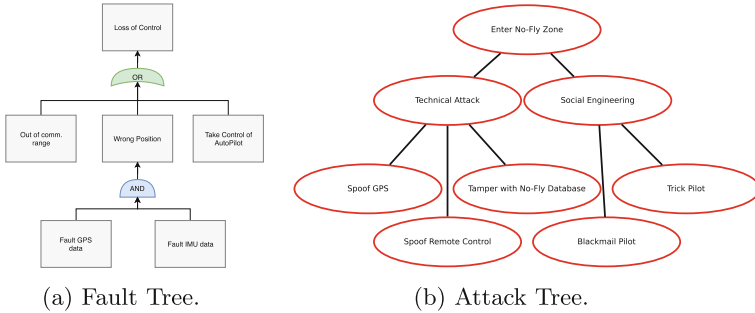 Loss of Control
OR
Out of comm.
range
Wrong Position
Take Control of
AutoPilot
AND
Fault GPS
data
Fault IMU data
(a) Fault Tree.
Enter No-Fly Zone
Technical Attack
Social Engineering
Spoof GPS
Tamper with No-Fly Database
Trick Pilot
Spoof Remote Control
Blackmail Pilot
(b) Attack Tree.